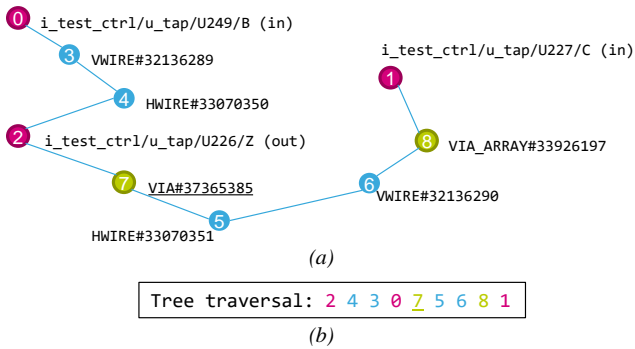 0 i_test_ctrl/u_tap/U249/B (in)
3 VWIRE#32136289
i_test_ctrl/u_tap/U227/C (in)
1
4 HWIRE#33070350
2 i_test_ctrl/u_tap/U226/Z (out)
8 VIA_ARRAY#33926197
7 VIA#37365385
6 VWIRE#32136290
5
HWIRE#33070351
(a)
Tree traversal: 2 4 3 0 7 5 6 8 1
(b)